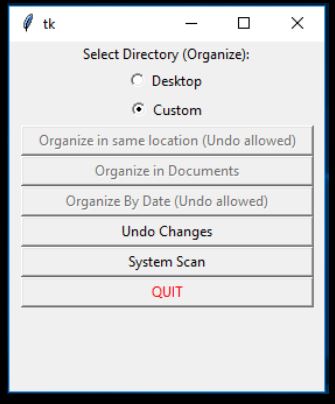 tk
Select Directory (Organize):
Desktop
Custom
Organize in same location (Undo allowed)
Organize in Documents
Organize By Date (Undo allowed)
Undo Changes
System Scan
QUIT